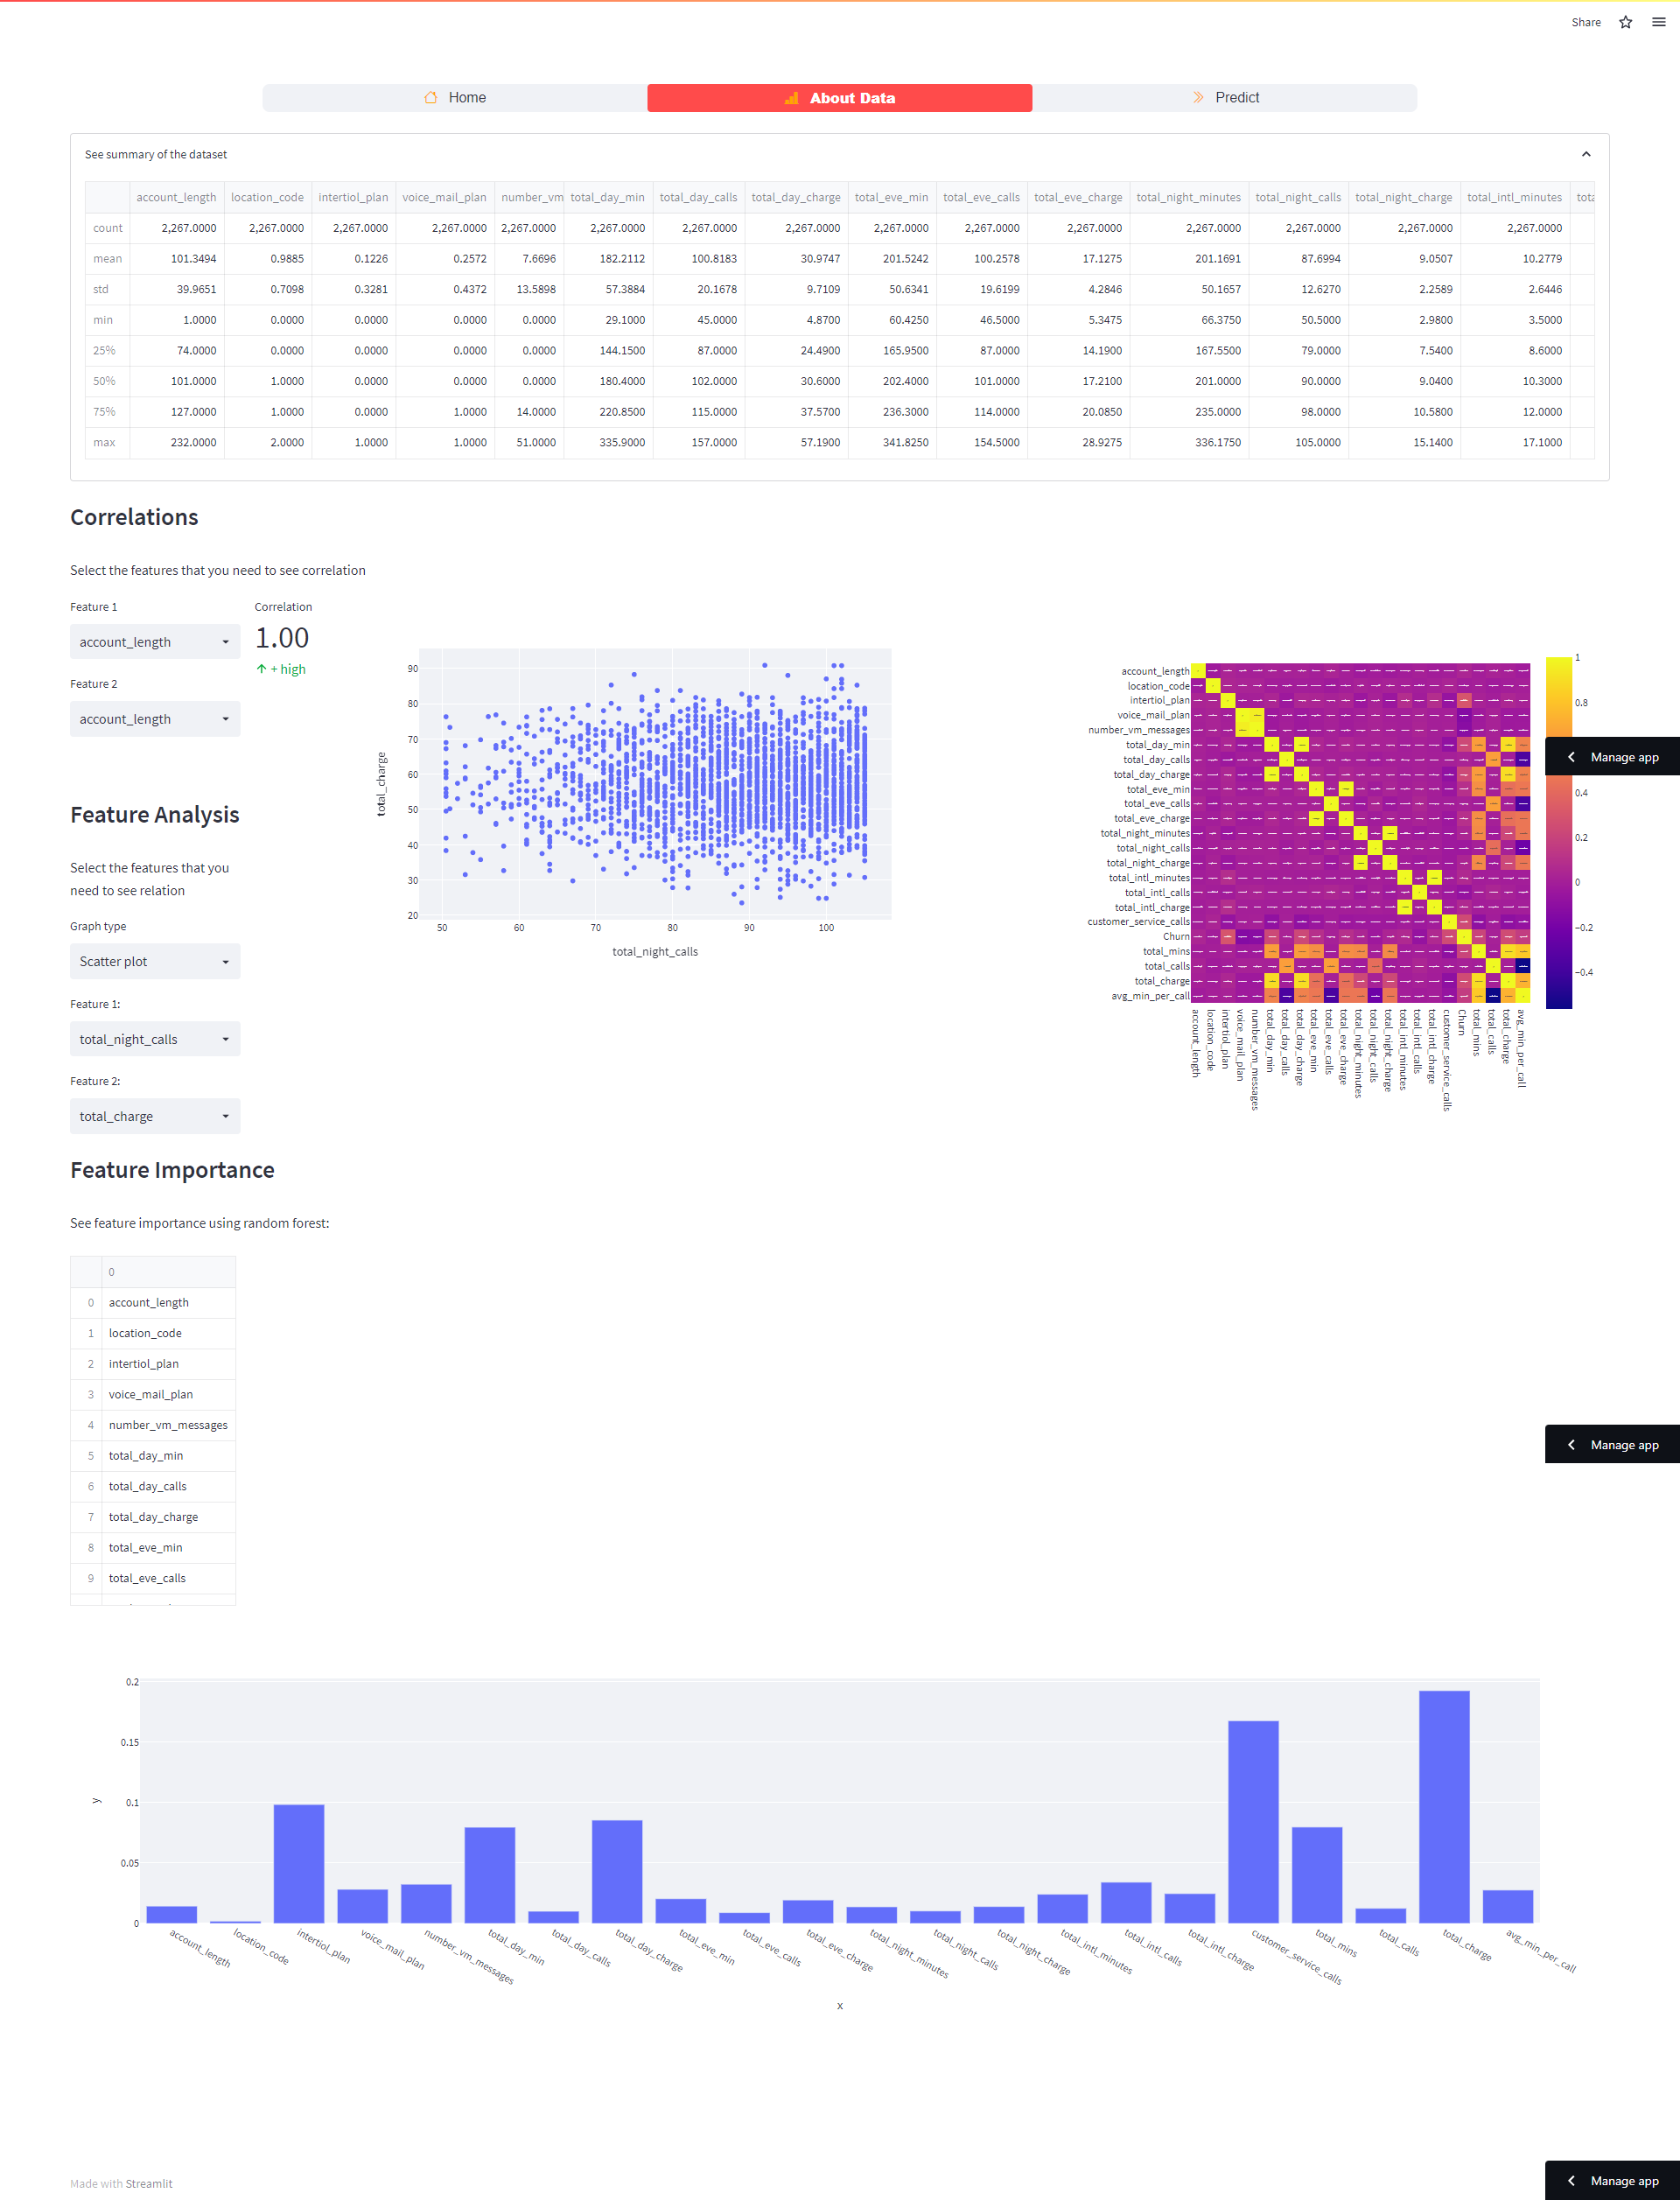 Share
Home
About Data
Predict
See summary of the dataset
account_length location_code intertiol_plan voice_mail_plan number_vm total_day_min total_day_calls total_day_charge total_eve_min total_eve_calls total_eve_charge total_night_minutes total_night_calls total_night_charge total_intl_minutes tota
count 2,267.0000 2,267.0000 2,267.0000 2,267.0000 2,267.0000 2,267.0000 2,267.0000 2,267.0000 2,267.0000 2,267.0000 2,267.0000 2,267.0000 2,267.0000 2,267.0000 2,267.0000
mean 101.3494 0.9885 0.1226 0.2572 7.6696 182.2112 100.8183 30.9747 201.5242 100.2578 17.1275 201.1691 87.6994 9.0507 10.2779
std 39.9651 0.7098 0.3281 0.4372 13.5898 57.3884 20.1678 9.7109 50.6341 19.6199 4.2846 50.1657 12.6270 2.2589 2.6446
min 1.0000 0.0000 0.0000 0.0000 0.0000 29.1000 45.0000 4.8700 60.4250 46.5000 5.3475 66.3750 50.5000 2.9800 3.5000
25% 74.0000 0.0000 0.0000 0.0000 0.0000 144.1500 87.0000 24.4900 165.9500 87.0000 14.1900 167.5500 79.0000 7.5400 8.6000
50% 101.0000 1.0000 0.0000 0.0000 0.0000 180.4000 102.0000 30.6000 202.4000 101.0000 17.2100 201.0000 90.0000 9.0400 10.3000
75% 127.0000 1.0000 0.0000 1.0000 14.0000 220.8500 115.0000 37.5700 236.3000 114.0000 20.0850 235.0000 98.0000 10.5800 12.0000
max 232.0000 2.0000 1.0000 1.0000 51.0000 335.9000 157.0000 57.1900 341.8250 154.5000 28.9275 336.1750 105.0000 15.1400 17.1000
Correlations
Select the features that you need to see correlation
Feature 1
account_length
Feature 2
account_length
Correlation
1.00
+ high
Feature Analysis
Select the features that you
need to see relation
Graph type
Scatter plot
Feature 1:
total_night_calls
Feature 2:
total_charge
90
80
70
60
50
40
30
20
total_charge
50 60 70 80 90 100
total_night_calls
account_length
location_code
intertiol_plan
voice_mail_plan
number_vm_messages
total_day_min
total_day_calls
total_day_charge
total_eve_min
total_eve_calls
total_eve_charge
total_night_minutes
total_night_calls
total_night_charge
total_intl_minutes
total_intl_calls
total_intl_charge
customer_service_calls
Churn
total_mins
total_calls
total_charge
avg_min_per_call
account_length
location_code
intertiol_plan
voice_mail_plan
number_vm_messages
total_day_min
total_day_calls
total_day_charge
total_eve_min
total_eve_calls
total_eve_charge
total_night_minutes
total_night_calls
total_night_charge
total_intl_minutes
total_intl_calls
total_intl_charge
customer_service_calls
Churn
total_mins
total_calls
total_charge
avg_min_per_call
1
0.8
0.4
0.2
0
−0.2
−0.4
Manage app
Feature Importance
See feature importance using random forest:
0
0 account_length
1 location_code
2 intertiol_plan
3 voice_mail_plan
4 number_vm_messages
5 total_day_min
6 total_day_calls
7 total_day_charge
8 total_eve_min
9 total_eve_calls
Manage app
0.2
0.15
0.1
0.05
0
y
account_length
location_code
intertiol_plan
voice_mail_plan
number_vm_messages
total_day_min
total_day_calls
total_day_charge
total_eve_min
total_eve_calls
total_eve_charge
total_night_minutes
total_night_calls
total_night_charge
total_intl_minutes
total_intl_calls
total_intl_charge
customer_service_calls
total_mins
total_calls
total_charge
avg_min_per_call
x
Made with Streamlit
Manage app